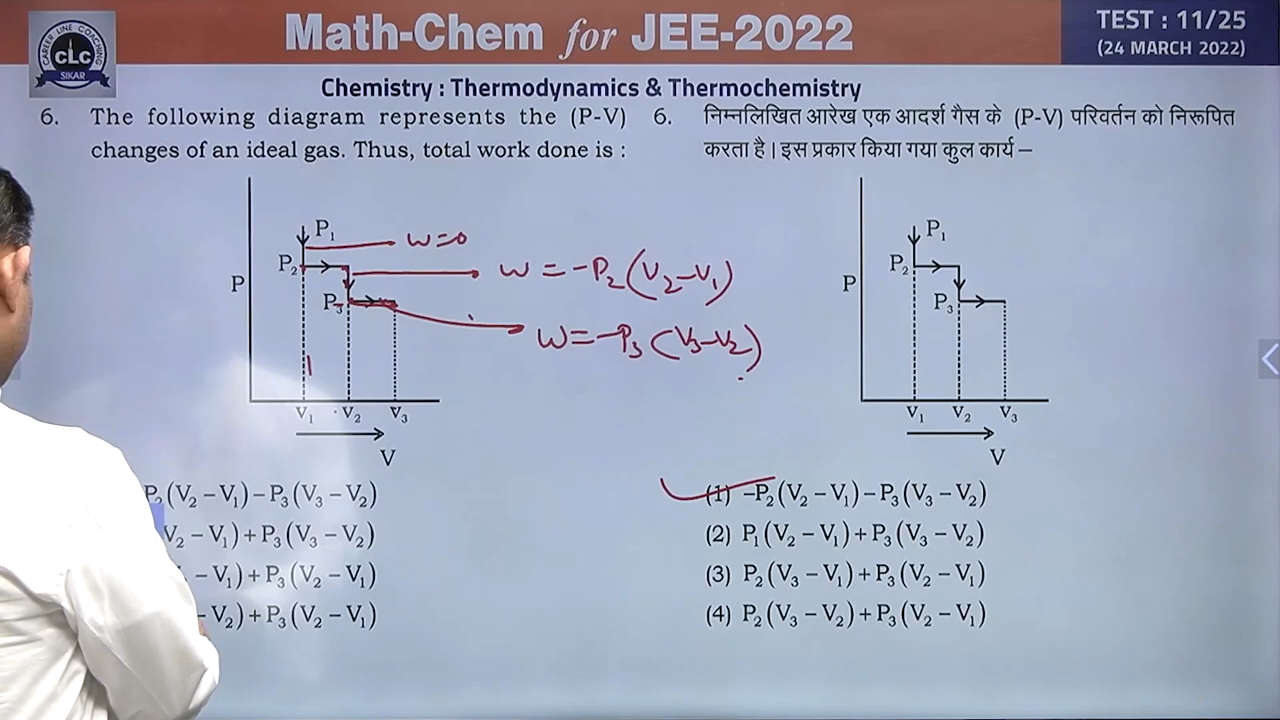 CAREER LINE COACHING
CLC
SIKAR
Math-Chem for JEE-2022
TEST : 11/25
(24 MARCH 2022)
Chemistry : Thermodynamics & Thermochemistry
6. The following diagram represents the (P-V)
changes of an ideal gas. Thus, total work done is :
P
P₁
P₂
P₃
V₁ V₂ V₃
V
W=0
W = -P₂(V₂-V₁)
W=-P₃(V₃-V₂)
P₂(V₂ – V₁) – P₃(V₃ – V₂)
V₂ – V₁) + P₃(V₃ – V₂)
– V₁) + P₃(V₂ – V₁)
– V₂) + P₃(V₂ – V₁)
6. निम्नलिखित आरेख एक आदर्श गैस के (P-V) परिवर्तन को निरूपित
करता है। इस प्रकार किया गया कुल कार्य –
P
P₁
P₂
P₃
V₁ V₂ V₃
V
(1) –P₂(V₂ – V₁) – P₃(V₃ – V₂)
(2) P₁(V₂ – V₁) + P₃(V₃ – V₂)
(3) P₂(V₃ – V₁) + P₃(V₂ – V₁)
(4) P₂(V₃ – V₂) + P₃(V₂ – V₁)